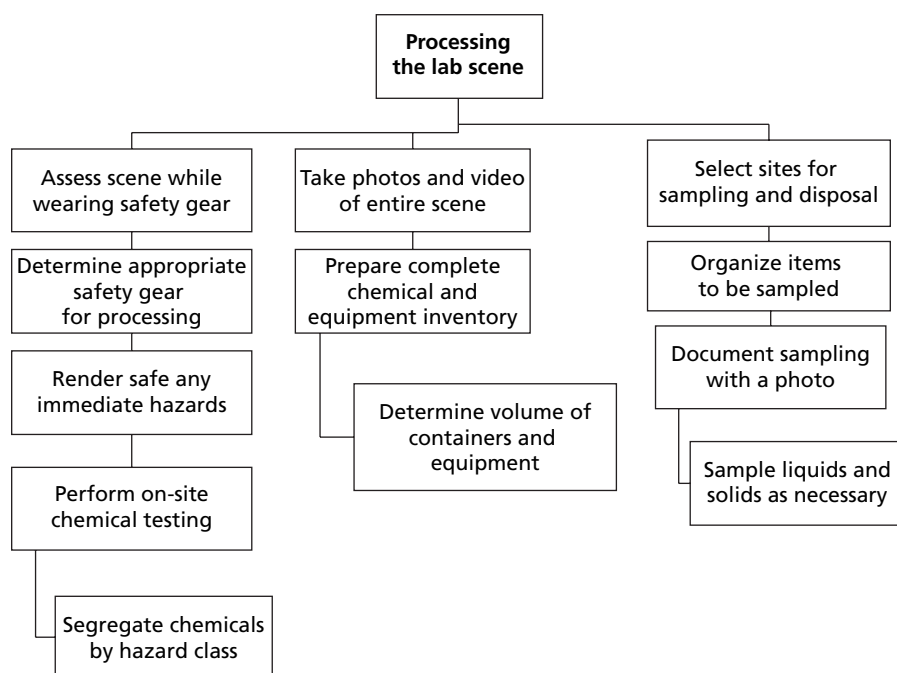 Processing
the lab scene
Assess scene while
wearing safety gear
Determine appropriate
safety gear
for processing
Render safe any
immediate hazards
Perform on-site
chemical testing
Segregate chemicals
by hazard class
Take photos and video
of entire scene
Prepare complete
chemical and
equipment inventory
Determine volume of
containers and
equipment
Select sites for
sampling and disposal
Organize items
to be sampled
Document sampling
with a photo
Sample liquids and
solids as necessary